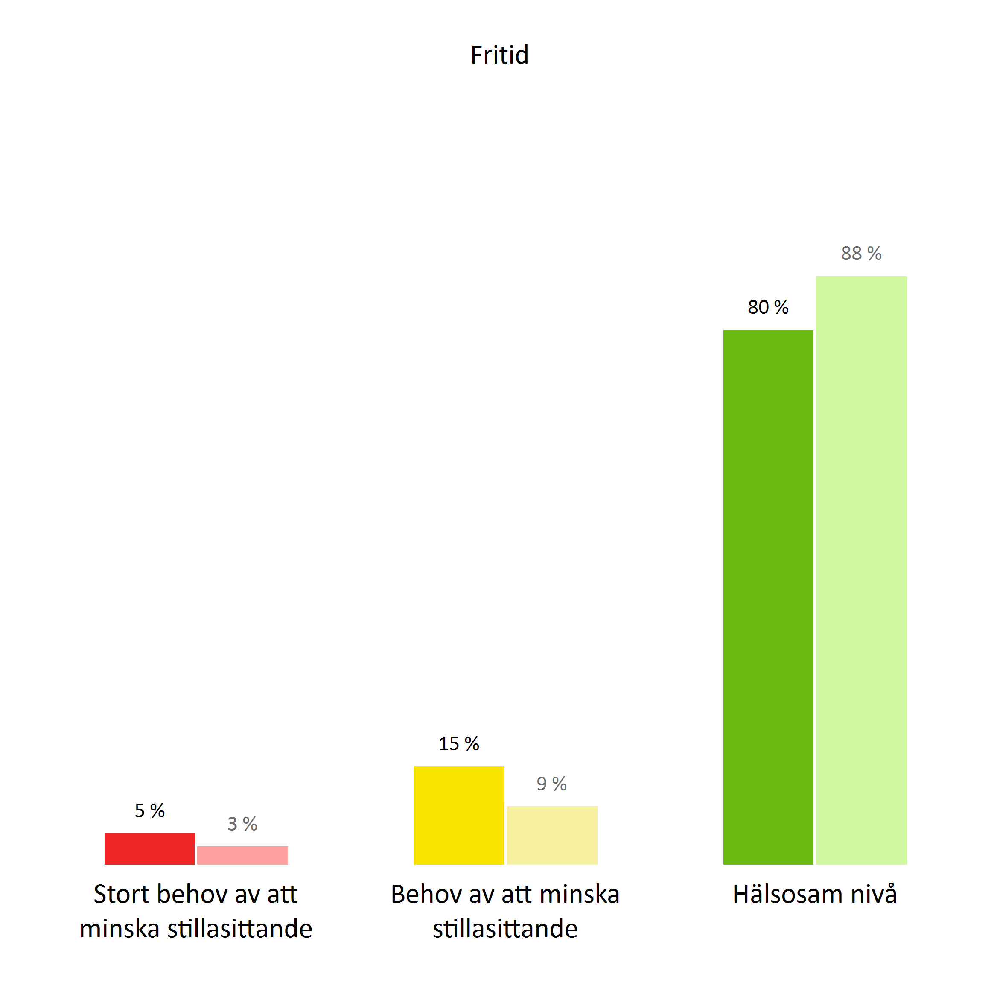 Fritid
88 %
80 %
15 %
9 %
5 %
3 %
Stort behov av att
minska stillasittande
Behov av att minska
stillasittande
Hälsosam nivå